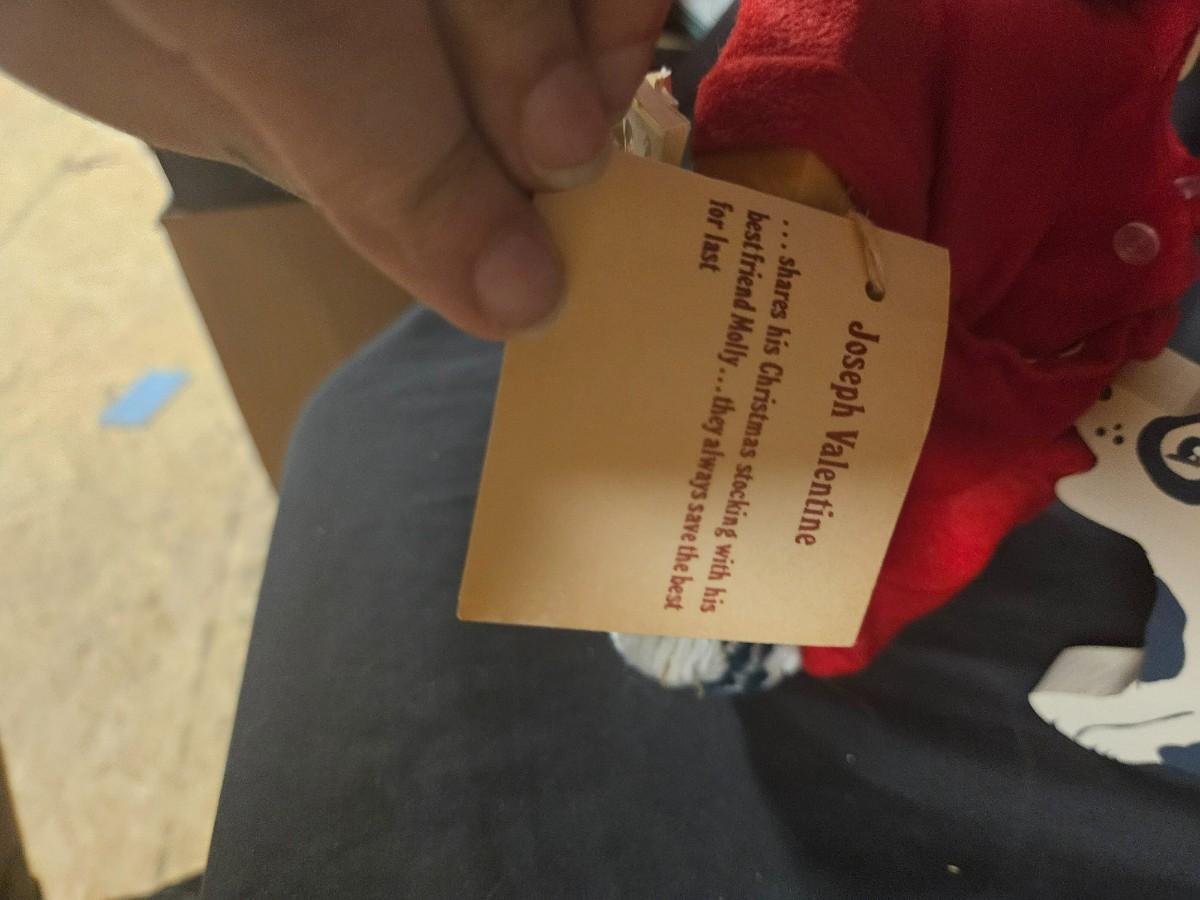 Joseph Valentine
...shares his Christmas stocking with his
best friend Molly...they always save the best
for last